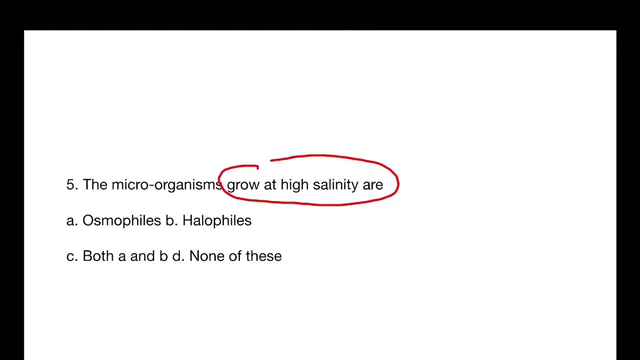 5. The micro-organisms grow at high salinity are
a. Osmophiles b. Halophiles
c. Both a and b d. None of these